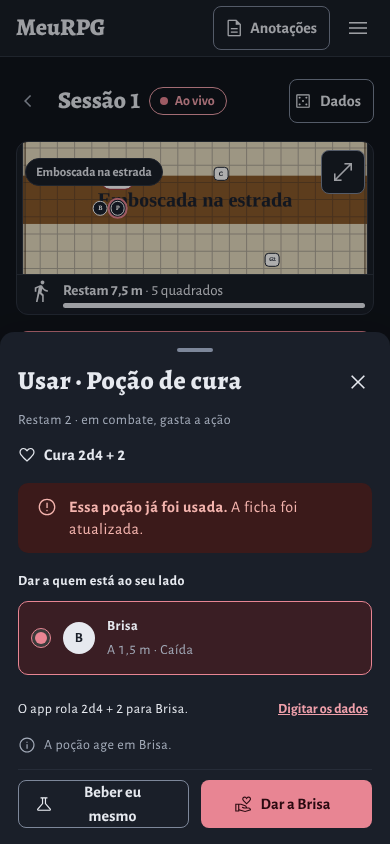 MeuRPG
Anotações
Sessão 1
Ao vivo
Dados
Emboscada na estrada
C
Emboscada na estrada
B
P
G2
Restam 7,5 m · 5 quadrados
Usar · Poção de cura
Restam 2 · em combate, gasta a ação
Cura 2d4 + 2
Essa poção já foi usada. A ficha foi
atualizada.
Dar a quem está ao seu lado
B
Brisa
A 1,5 m · Caída
O app rola 2d4 + 2 para Brisa.
Digitar os dados
A poção age em Brisa.
Beber eu
mesmo
Dar a Brisa